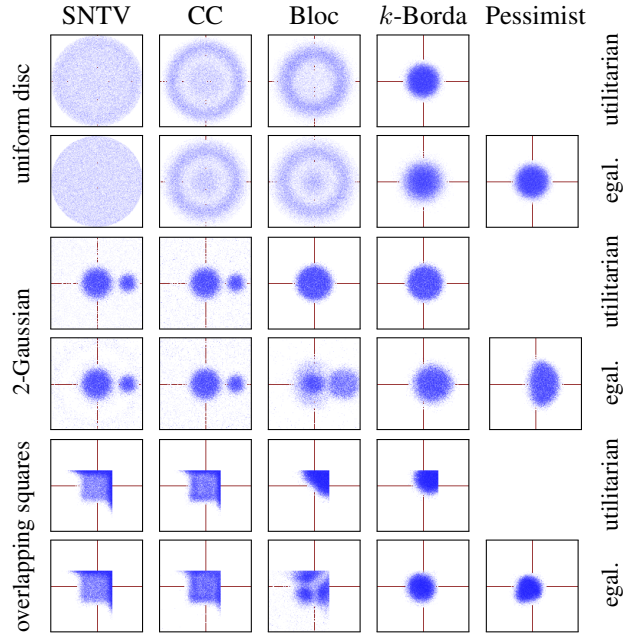 SNTV CC Bloc k-Borda Pessimist
uniform disc
utilitarian
egal.
2-Gaussian
utilitarian
egal.
overlapping squares
utilitarian
egal.